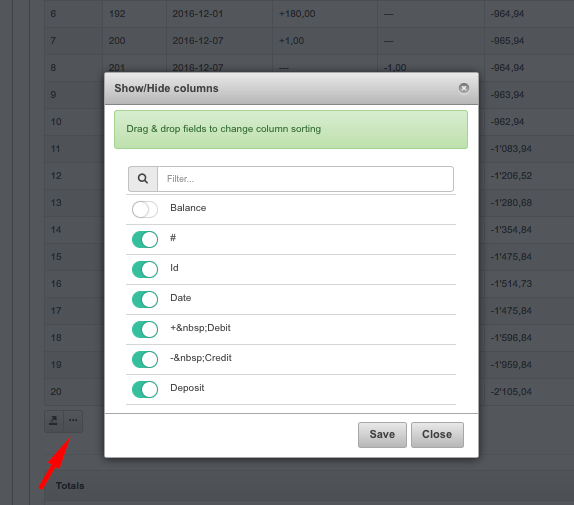 6 192 2016-12-01 +180,00 — -964,94
7 200 2016-12-07 +1,00 — -965,94
8 201 2016-12-07 — -1,00 -964,94
9 -963,94
10 -962,94
11 -1'083,94
12 -1'206,52
13 -1'280,68
14 -1'354,84
15 -1'475,84
16 -1'514,73
17 -1'475,84
18 -1'596,84
19 -1'959,84
20 -2'105,04
Totals
Show/Hide columns
Drag & drop fields to change column sorting
Filter...
Balance
#
Id
Date
+&nbsp;Debit
-&nbsp;Credit
Deposit
Save Close